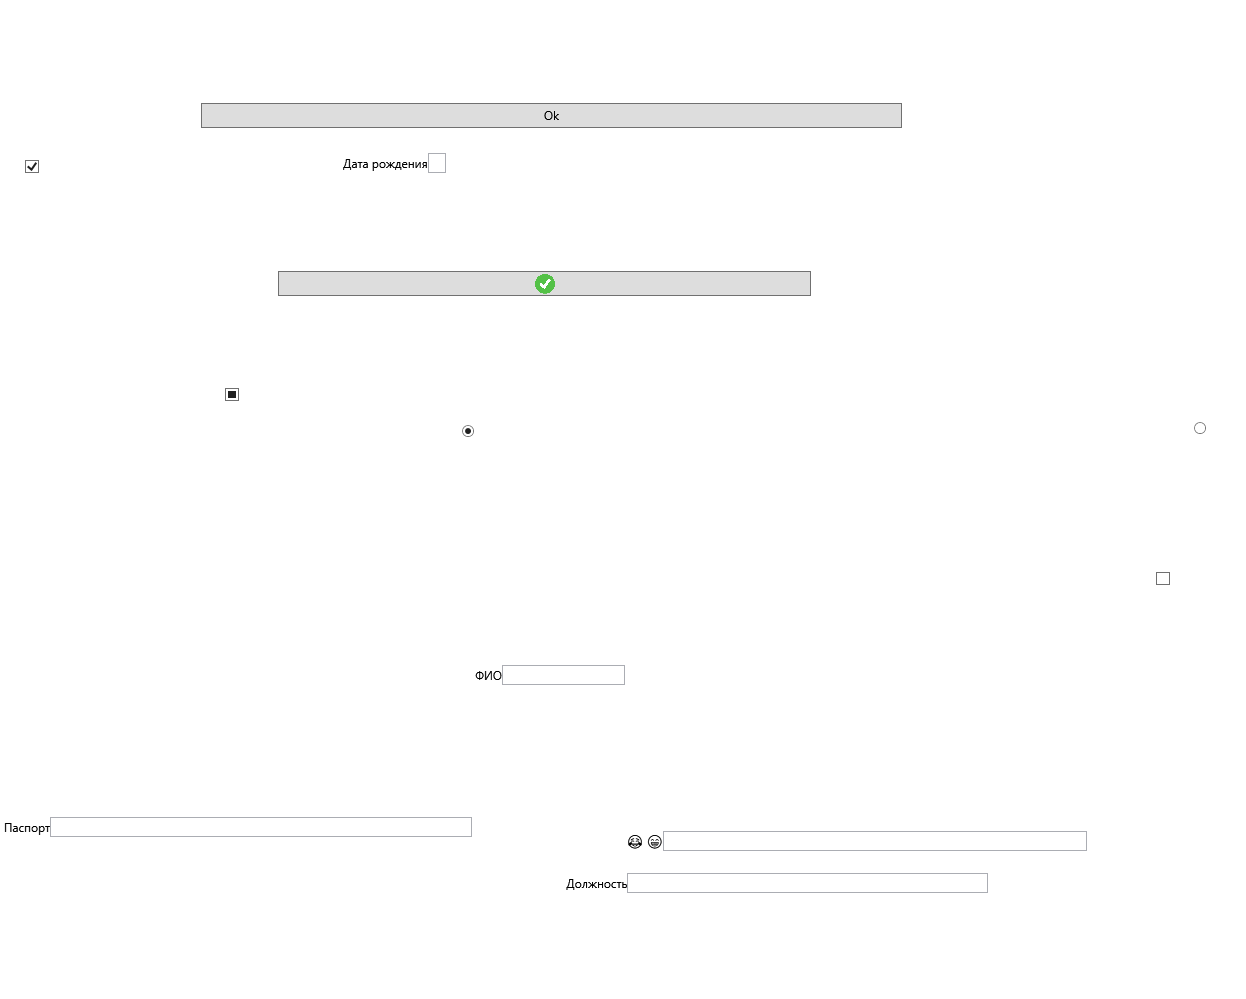 Ok
Дата рождения
ФИО
Паспорт
😂 😁
Должность